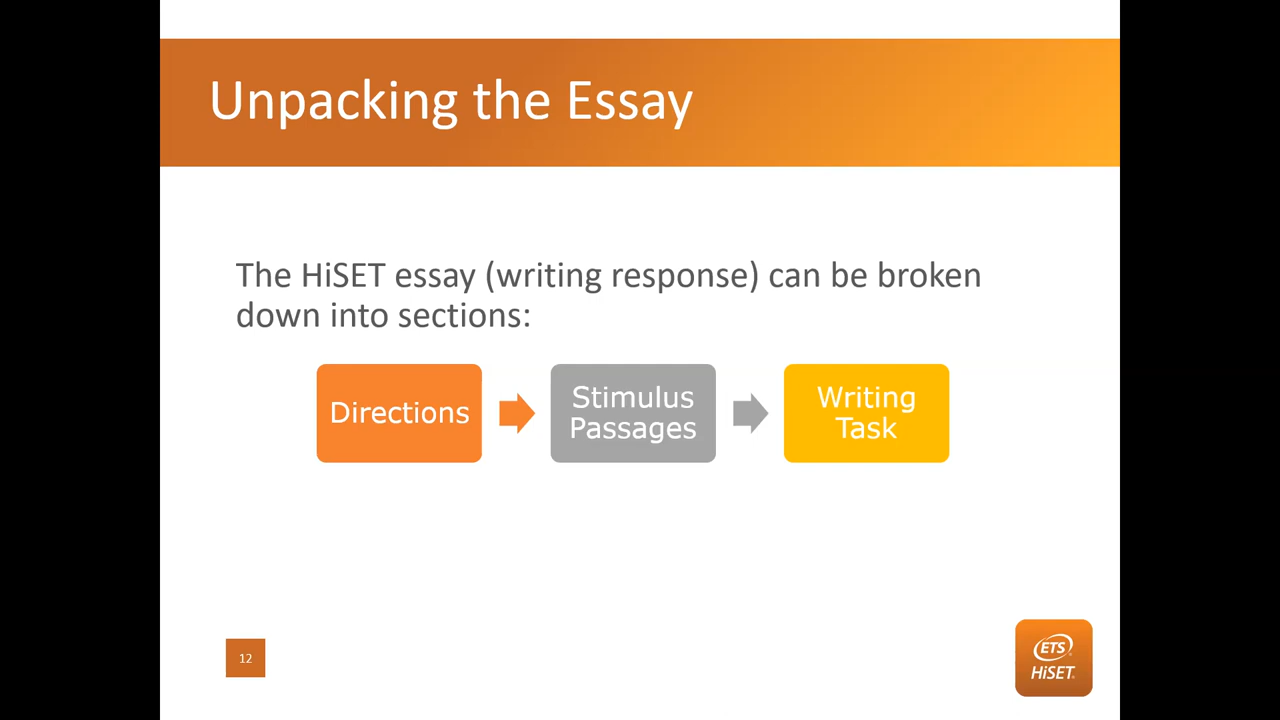 Unpacking the Essay
The HiSET essay (writing response) can be broken
down into sections:
Directions
Stimulus
Passages
Writing
Task
12
ETS
HiSET